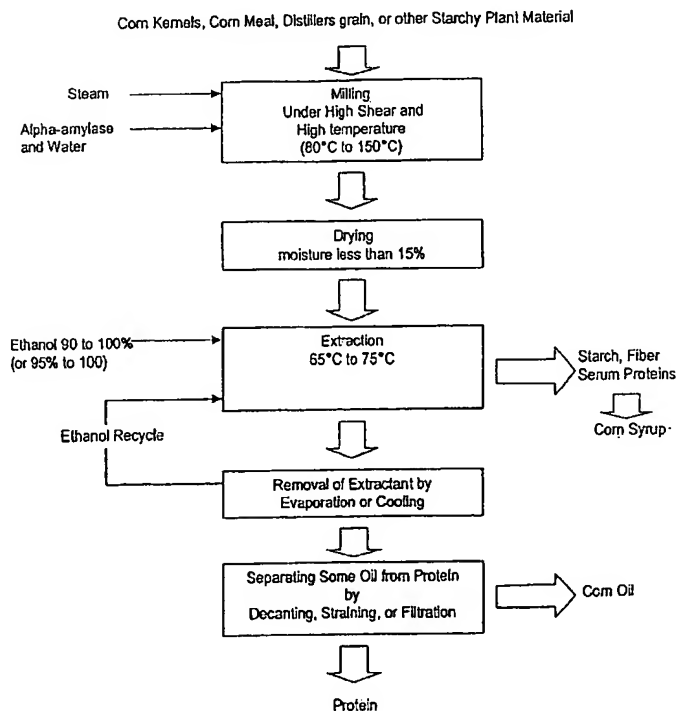 Corn Kernels, Corn Meal, Distillers grain, or other Starchy Plant Material
Steam
Alpha-amylase
and Water
Milling
Under High Shear and
High temperature
(80°C to 150°C)
Drying
moisture less than 15%
Ethanol 90 to 100%
(or 95% to 100)
Extraction
65°C to 75°C
Starch, Fiber
Serum Proteins
Corn Syrup
Ethanol Recycle
Removal of Extractant by
Evaporation or Cooling
Separating Some Oil from Protein
by
Decanting, Straining, or Filtration
Corn Oil
Protein